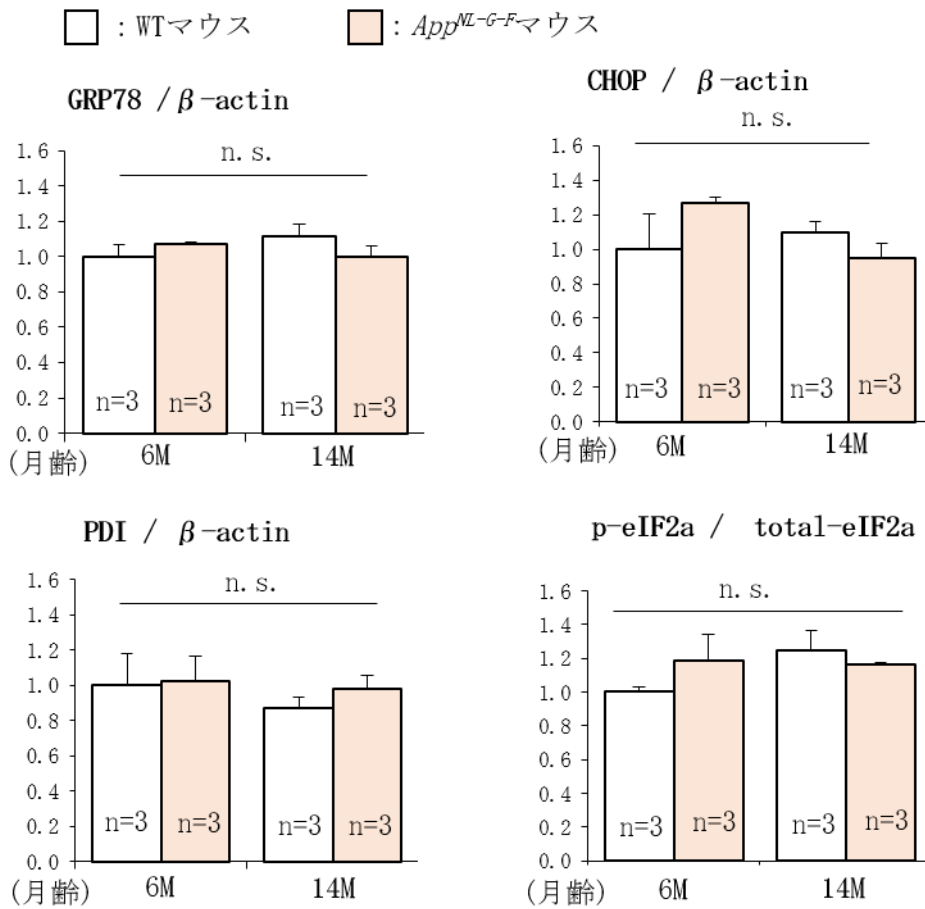 : WTマウス : App^NL-G-Fマウス
GRP78 / β-actin
n. s.
1.6
1.4
1.2
1.0
0.8
0.6
0.4
0.2
0.0
n=3 n=3 n=3 n=3
(月齢) 6M 14M
CHOP / β-actin
n. s.
1.6
1.4
1.2
1.0
0.8
0.6
0.4
0.2
0.0
n=3 n=3 n=3 n=3
(月齢) 6M 14M
PDI / β-actin
n. s.
1.6
1.4
1.2
1.0
0.8
0.6
0.4
0.2
0.0
n=3 n=3 n=3 n=3
(月齢) 6M 14M
p-eIF2a / total-eIF2a
n. s.
1.6
1.4
1.2
1.0
0.8
0.6
0.4
0.2
0.0
n=3 n=3 n=3 n=3
(月齢) 6M 14M